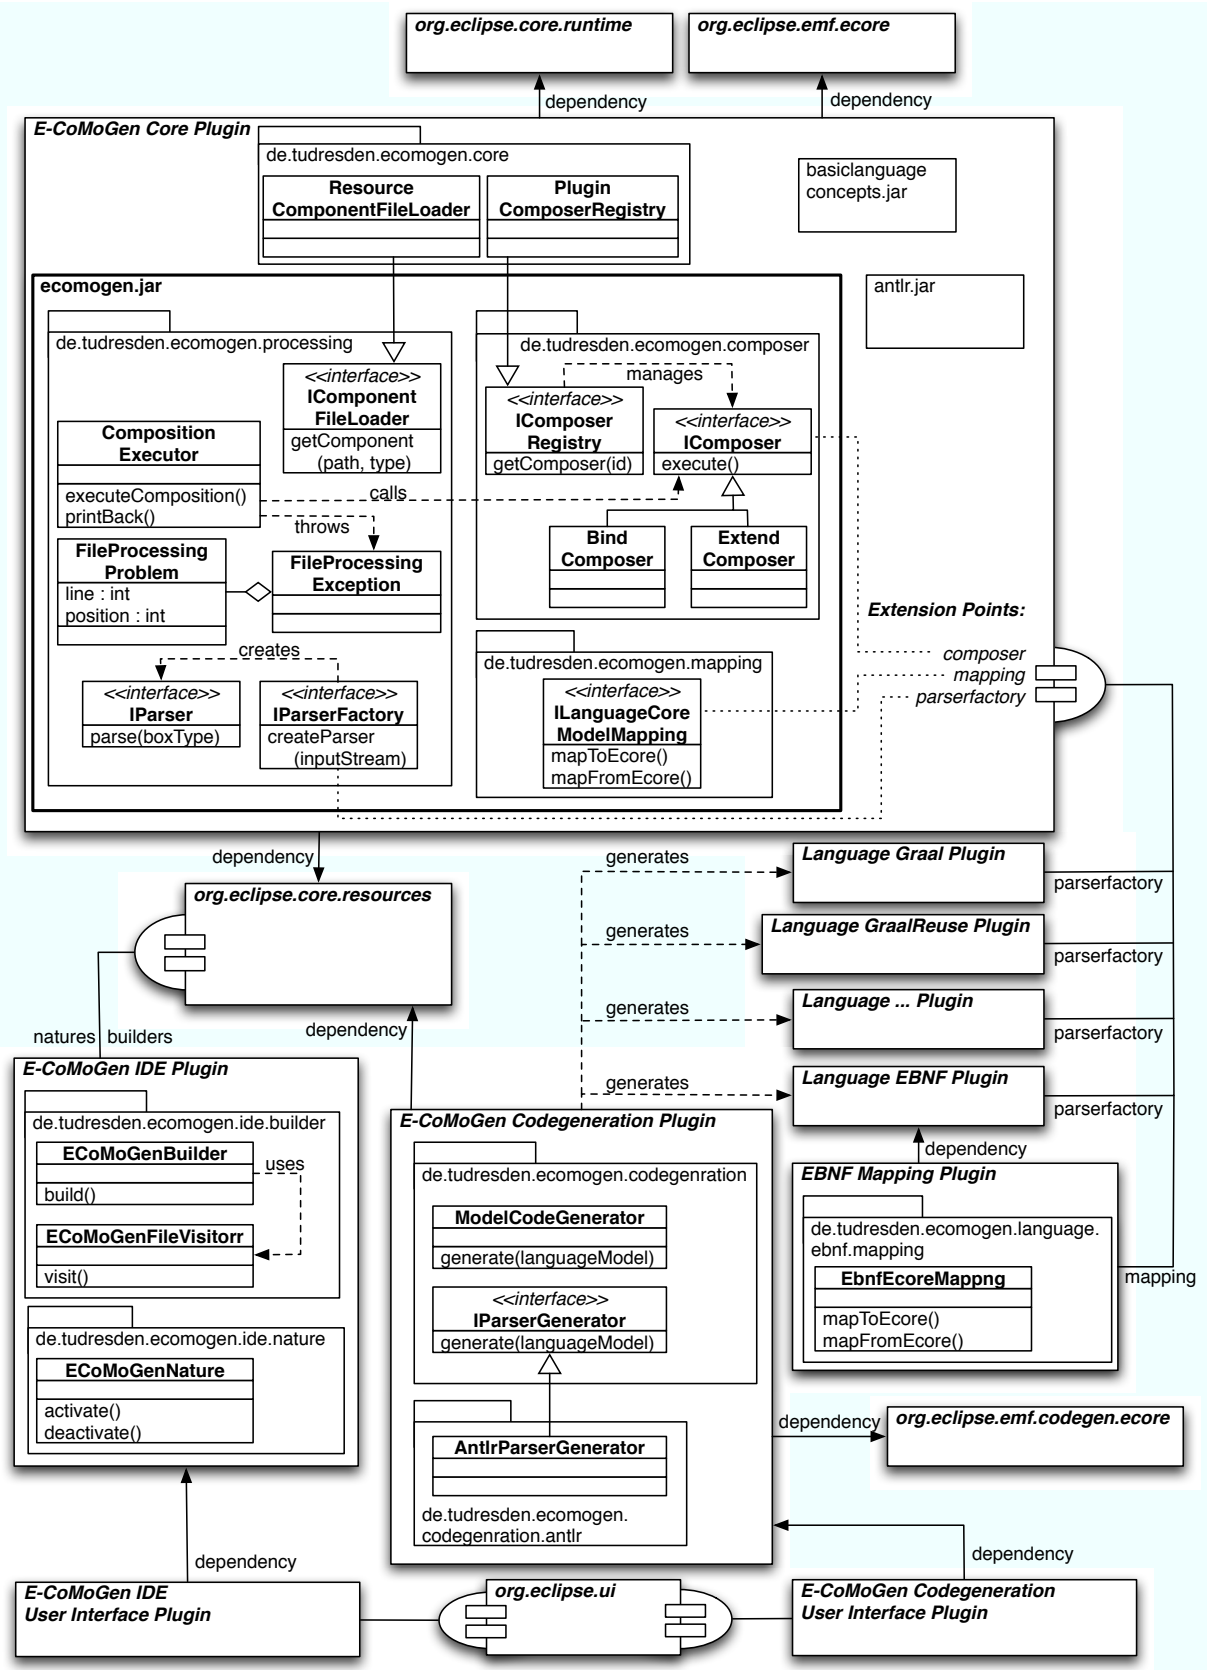 org.eclipse.core.runtime
org.eclipse.emf.ecore
dependency
dependency
E-CoMoGen Core Plugin
de.tudresden.ecomogen.core
Resource
ComponentFileLoader
Plugin
ComposerRegistry
basiclanguage
concepts.jar
ecomogen.jar
antlr.jar
de.tudresden.ecomogen.processing
<<interface>>
IComponent
FileLoader
getComponent
(path, type)
Composition
Executor
executeComposition()
printBack()
calls
throws
FileProcessing
Problem
line : int
position : int
FileProcessing
Exception
creates
<<interface>>
IParser
parse(boxType)
<<interface>>
IParserFactory
createParser
(inputStream)
de.tudresden.ecomogen.composer
manages
<<interface>>
IComposer
Registry
getComposer(id)
<<interface>>
IComposer
execute()
Bind
Composer
Extend
Composer
de.tudresden.ecomogen.mapping
<<interface>>
ILanguageCore
ModelMapping
mapToEcore()
mapFromEcore()
Extension Points:
composer
mapping
parserfactory
dependency
org.eclipse.core.resources
natures
builders
dependency
generates
Language Graal Plugin
parserfactory
generates
Language GraalReuse Plugin
parserfactory
generates
Language ... Plugin
parserfactory
generates
Language EBNF Plugin
parserfactory
dependency
E-CoMoGen IDE Plugin
de.tudresden.ecomogen.ide.builder
ECoMoGenBuilder
build()
uses
ECoMoGenFileVisitorr
visit()
de.tudresden.ecomogen.ide.nature
ECoMoGenNature
activate()
deactivate()
E-CoMoGen Codegeneration Plugin
de.tudresden.ecomogen.codegenration
ModelCodeGenerator
generate(languageModel)
<<interface>>
IParserGenerator
generate(languageModel)
AntlrParserGenerator
de.tudresden.ecomogen.
codegenration.antlr
EBNF Mapping Plugin
de.tudresden.ecomogen.language.
ebnf.mapping
EbnfEcoreMappng
mapToEcore()
mapFromEcore()
mapping
dependency
org.eclipse.emf.codegen.ecore
dependency
dependency
E-CoMoGen IDE
User Interface Plugin
org.eclipse.ui
E-CoMoGen Codegeneration
User Interface Plugin